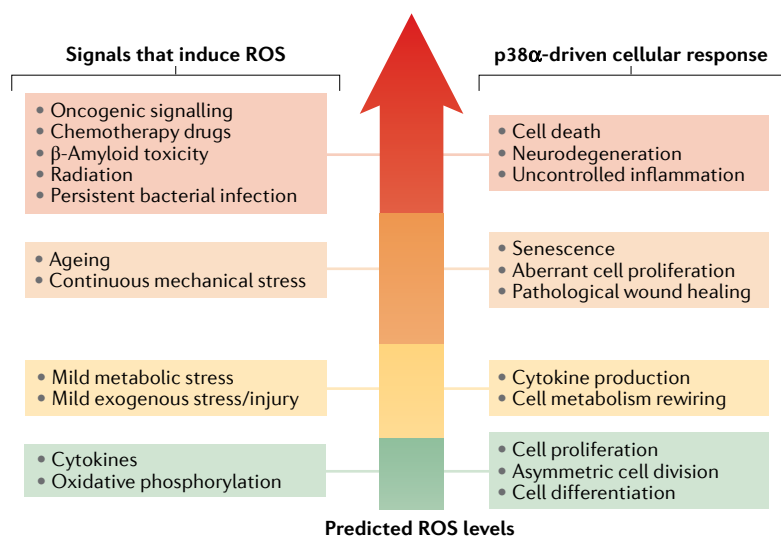 Signals that induce ROS
p38α-driven cellular response
• Oncogenic signalling
• Chemotherapy drugs
• β-Amyloid toxicity
• Radiation
• Persistent bacterial infection
• Cell death
• Neurodegeneration
• Uncontrolled inflammation
• Ageing
• Continuous mechanical stress
• Senescence
• Aberrant cell proliferation
• Pathological wound healing
• Mild metabolic stress
• Mild exogenous stress/injury
• Cytokine production
• Cell metabolism rewiring
• Cytokines
• Oxidative phosphorylation
• Cell proliferation
• Asymmetric cell division
• Cell differentiation
Predicted ROS levels